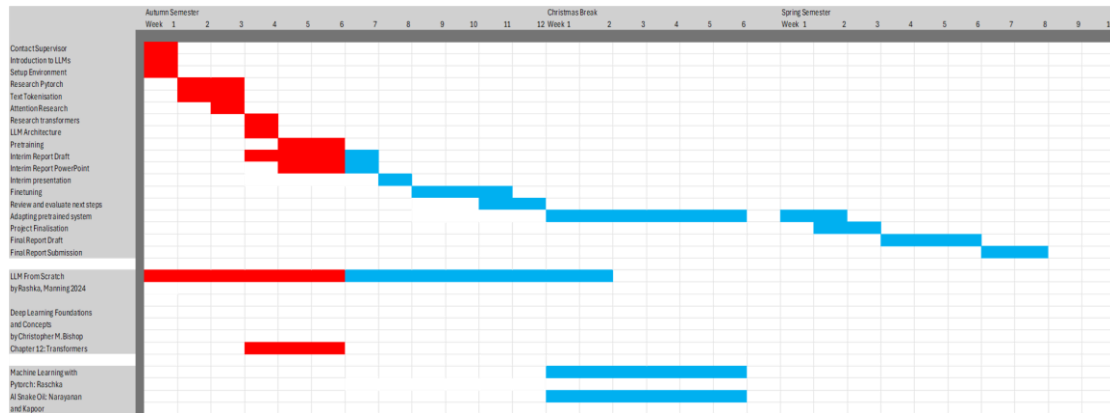 Autumn Semester Christmas Break Spring Semester
Week 1 2 3 4 5 6 7 8 9 10 11 12 Week 1 2 3 4 5 6 Week 1 2 3 4 5 6 7 8 9
Contact Supervisor
Introduction to LLMs
Setup Environment
Research Pytorch
Text Tokenisation
Attention Research
Research transformers
LLM Architecture
Pretraining
Interim Report Draft
Interim Report PowerPoint
Interim presentation
Finetuning
Review and evaluate next steps
Adapting pretrained system
Project Finalisation
Final Report Draft
Final Report Submission
LLM From Scratch
by Rashka, Manning 2024
Deep Learning Foundations
and Concepts
by Christopher M. Bishop
Chapter 12: Transformers
Machine Learning with
Pytorch: Raschka
AI Snake Oil: Narayanan
and Kapoor